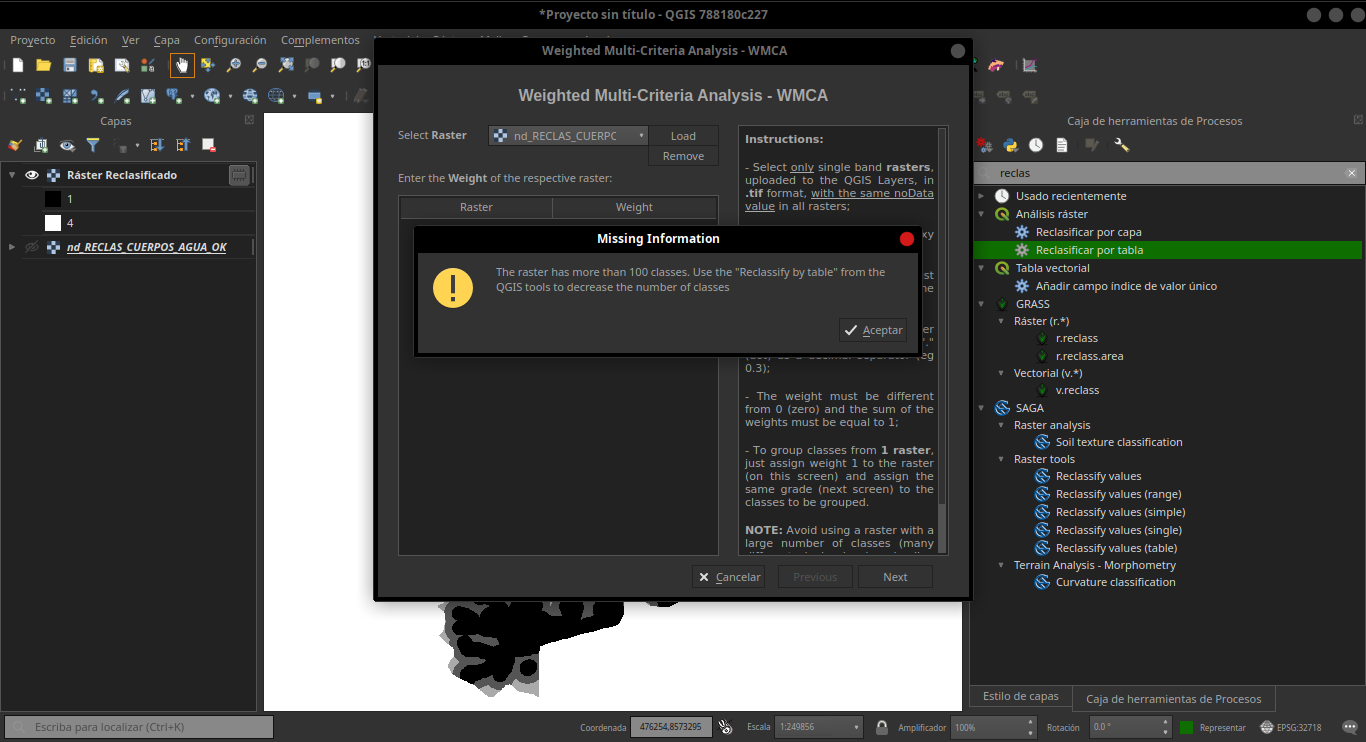 *Proyecto sin título - QGIS 788180c227
Proyecto Edición Ver Capa Configuración Complementos
Weighted Multi-Criteria Analysis - WMCA
Weighted Multi-Criteria Analysis - WMCA
Capas
Ráster Reclasificado
1
4
nd_RECLAS_CUERPOS_AGUA_OK
Select Raster
nd_RECLAS_CUERPC
Load
Remove
Enter the Weight of the respective raster:
Raster Weight
Instructions:
- Select only single band rasters,
uploaded to the QGIS Layers, in
.tif format, with the same noData
value in all rasters;
xy
st
ne
er
"."
0.3);
- The weight must be different
from 0 (zero) and the sum of the
weights must be equal to 1;
- To group classes from 1 raster,
just assign weight 1 to the raster
(on this screen) and assign the
same grade (next screen) to the
classes to be grouped.
NOTE: Avoid using a raster with a
large number of classes (many
Missing Information
The raster has more than 100 classes. Use the "Reclassify by table" from the
QGIS tools to decrease the number of classes
Aceptar
Cancelar Previous Next
Caja de herramientas de Procesos
reclas
Usado recientemente
Análisis ráster
Reclasificar por capa
Reclasificar por tabla
Tabla vectorial
Añadir campo índice de valor único
GRASS
Ráster (r.*)
r.reclass
r.reclass.area
Vectorial (v.*)
v.reclass
SAGA
Raster analysis
Soil texture classification
Raster tools
Reclassify values
Reclassify values (range)
Reclassify values (simple)
Reclassify values (single)
Reclassify values (table)
Terrain Analysis - Morphometry
Curvature classification
Estilo de capas Caja de herramientas de Procesos
Escriba para localizar (Ctrl+K) Coordenada 476254,8573295 Escala 1:249856 Amplificador 100% Rotación 0.0 ° Representar EPSG:32718